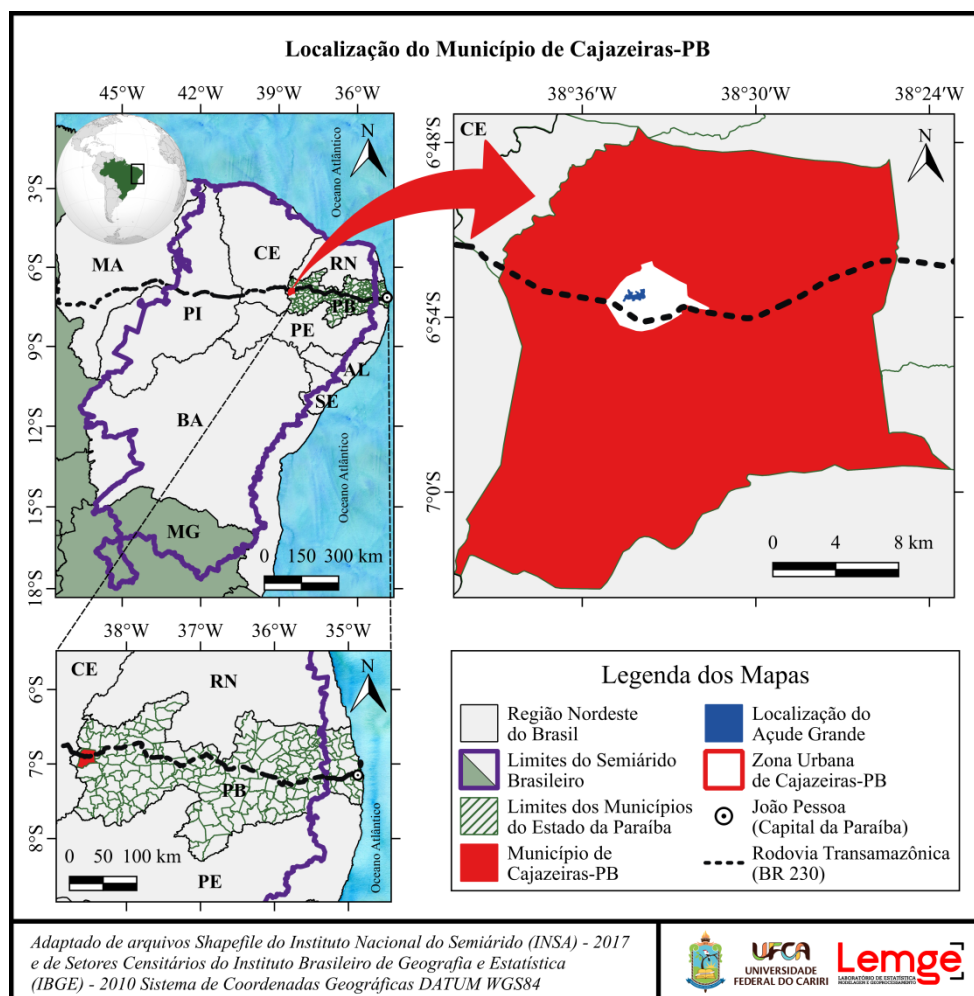 Localização do Município de Cajazeiras-PB
45°W 42°W 39°W 36°W
3°S
6°S
9°S
12°S
15°S
18°S
N
Oceano Atlântico
MA
CE
RN
PI
PB
PE
AL
SE
BA
Oceano Atlântico
MG
0 150 300 km
38°36'W 38°30'W 38°24'W
6°48'S
6°54'S
7°0'S
CE
N
0 4 8 km
38°W 37°W 36°W 35°W
6°S
7°S
8°S
CE
RN
N
PB
0 50 100 km
PE
Oceano Atlântico
Legenda dos Mapas
Região Nordeste
do Brasil
Limites do Semiárido
Brasileiro
Limites dos Municípios
do Estado da Paraíba
Município de
Cajazeiras-PB
Localização do
Açude Grande
Zona Urbana
de Cajazeiras-PB
João Pessoa
(Capital da Paraíba)
Rodovia Transamazônica
(BR 230)
Adaptado de arquivos Shapefile do Instituto Nacional do Semiárido (INSA) - 2017
e de Setores Censitários do Instituto Brasileiro de Geografia e Estatística
(IBGE) - 2010 Sistema de Coordenadas Geográficas DATUM WGS84
UFCA
UNIVERSIDADE
FEDERAL DO CARIRI
Lemge
LABORATÓRIO DE ESTATÍSTICA
MODELAGEM E GEOPROCESSAMENTO